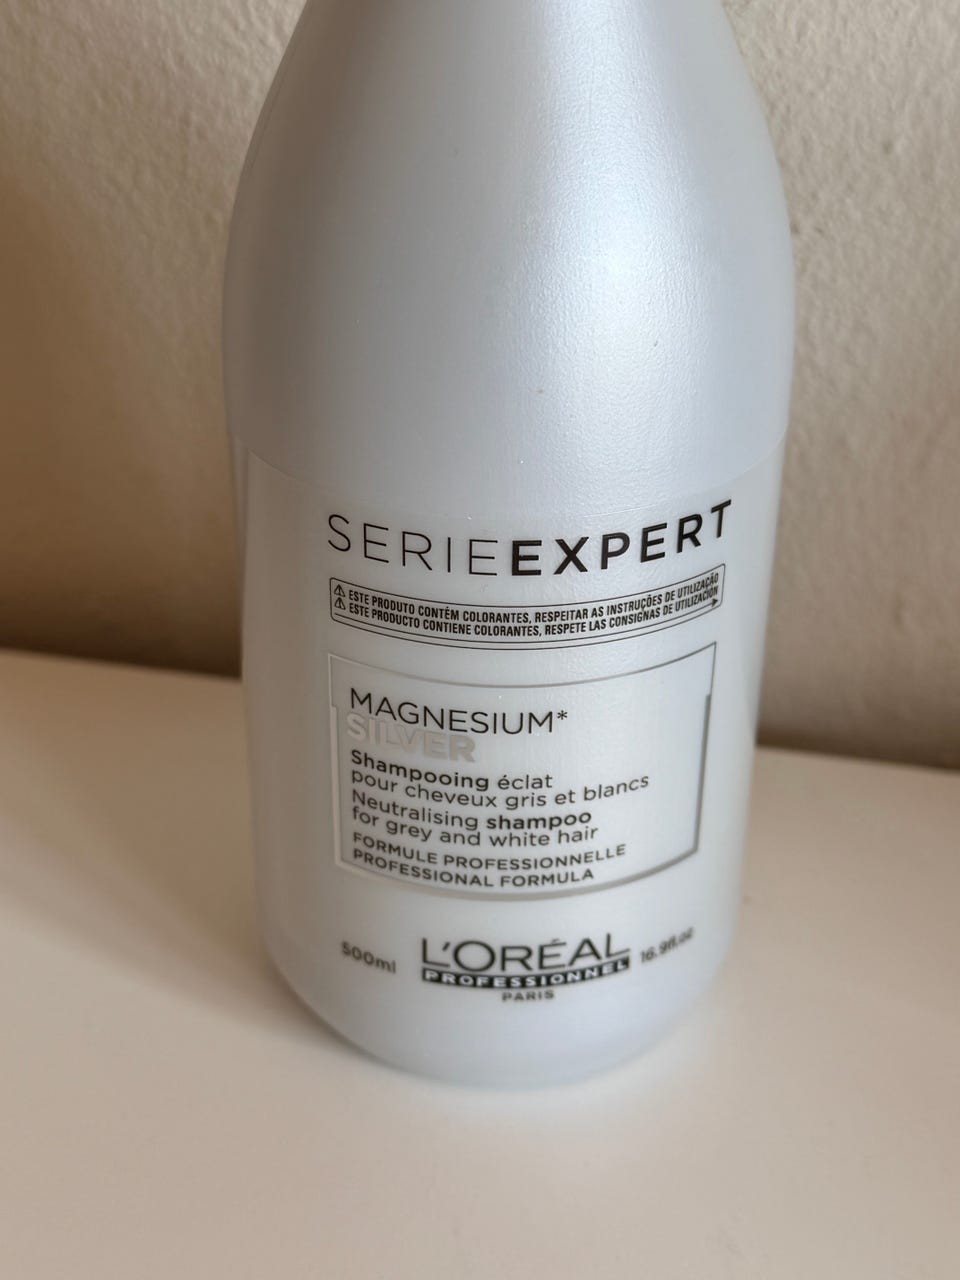 SERIEEXPERT
⚠ ESTE PRODUTO CONTÉM COLORANTES, RESPEITAR AS INSTRUÇÕES DE UTILIZAÇÃO
⚠ ESTE PRODUCTO CONTIENE COLORANTES, RESPETE LAS CONSIGNAS DE UTILIZACIÓN
MAGNESIUM*
SILVER
Shampooing éclat
pour cheveux gris et blancs
Neutralising shampoo
for grey and white hair
FORMULE PROFESSIONNELLE
PROFESSIONAL FORMULA
500ml L'ORÉAL 16.9fl.oz
PROFESSIONNEL
PARIS